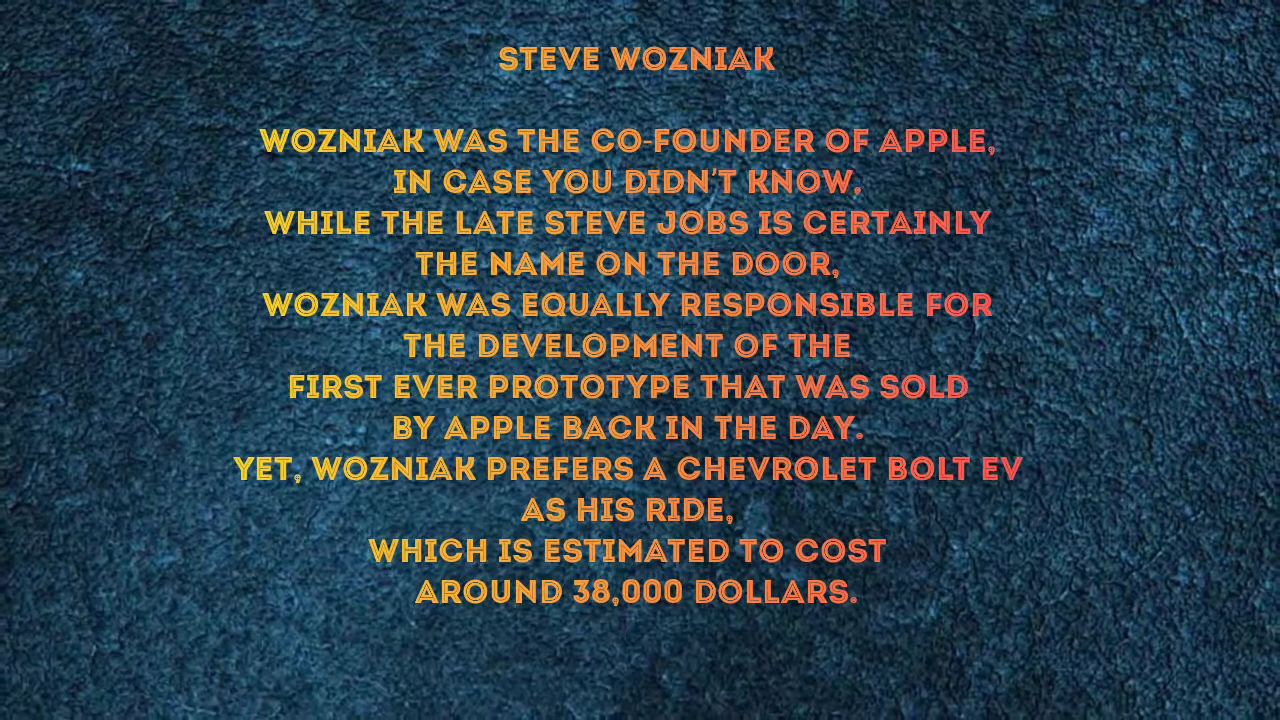 STEVE WOZNIAK
WOZNIAK WAS THE CO-FOUNDER OF APPLE,
IN CASE YOU DIDN'T KNOW.
WHILE THE LATE STEVE JOBS IS CERTAINLY
THE NAME ON THE DOOR,
WOZNIAK WAS EQUALLY RESPONSIBLE FOR
THE DEVELOPMENT OF THE
FIRST EVER PROTOTYPE THAT WAS SOLD
BY APPLE BACK IN THE DAY.
YET, WOZNIAK PREFERS A CHEVROLET BOLT EV
AS HIS RIDE,
WHICH IS ESTIMATED TO COST
AROUND 38,000 DOLLARS.